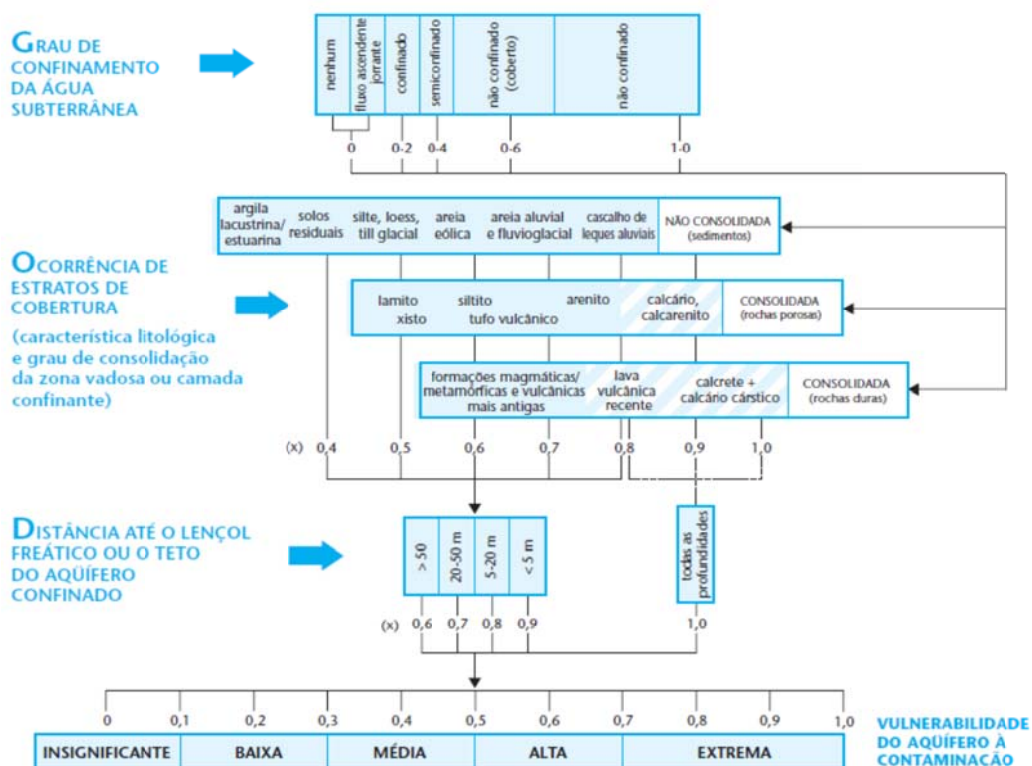 GRAU DE
CONFINAMENTO
DA ÁGUA
SUBTERRÂNEA
nenhum
fluxo ascendente
jorrante
confinado
semiconfinado
não confinado
(coberto)
não confinado
0
0-2
0-4
0-6
1-0
argila
lacustrina/
estuarina
solos
residuais
silte, loess,
till glacial
areia
eólica
areia aluvial
e fluvioglacial
cascalho de
leques aluviais
NÃO CONSOLIDADA
(sedimentos)
OCORRÊNCIA DE
ESTRATOS DE
COBERTURA
(característica litológica
e grau de consolidação
da zona vadosa ou camada
confinante)
lamito
xisto
siltito
tufo vulcânico
arenito
calcário,
calcarenito
CONSOLIDADA
(rochas porosas)
formações magmáticas/
metamórficas e vulcânicas
mais antigas
lava
vulcânica
recente
calcrete +
calcário cárstico
CONSOLIDADA
(rochas duras)
(x) 0,4 0,5 0,6 0,7 0,8 0,9 1,0
DISTÂNCIA ATÉ O LENÇOL
FREÁTICO OU O TETO
DO AQÜÍFERO
CONFINADO
> 50
20-50 m
5-20 m
< 5 m
todas as
profundidades
(x) 0,6 0,7 0,8 0,9 1,0
0 0,1 0,2 0,3 0,4 0,5 0,6 0,7 0,8 0,9 1,0
INSIGNIFICANTE BAIXA MÉDIA ALTA EXTREMA
VULNERABILIDADE
DO AQÜÍFERO À
CONTAMINAÇÃO